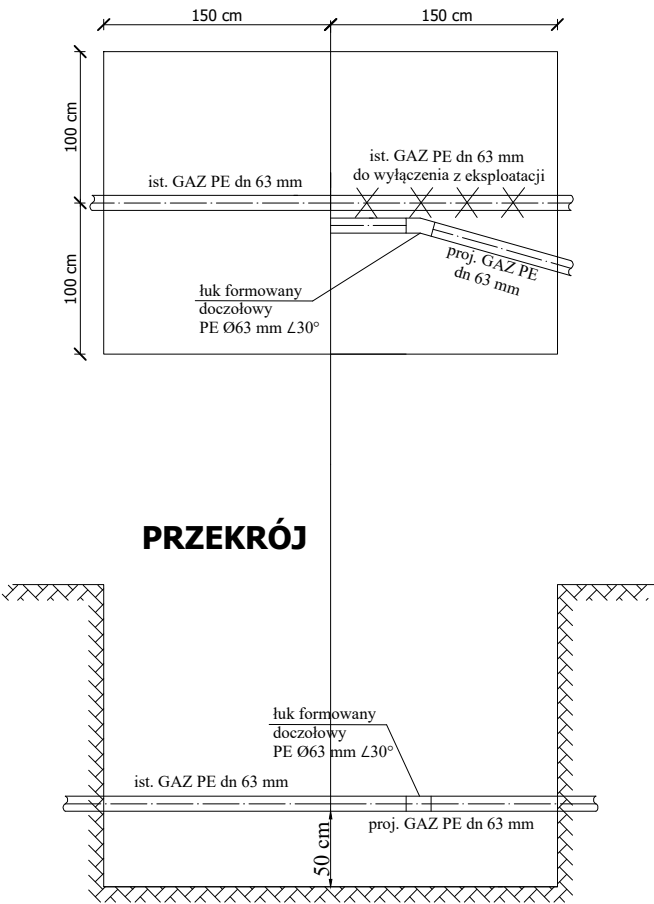 150 cm
150 cm
100 cm
100 cm
ist. GAZ PE dn 63 mm
ist. GAZ PE dn 63 mm
do wyłączenia z eksploatacji
proj. GAZ PE
dn 63 mm
łuk formowany
doczołowy
PE Ø63 mm ∠30°
PRZEKRÓJ
łuk formowany
doczołowy
PE Ø63 mm ∠30°
ist. GAZ PE dn 63 mm
proj. GAZ PE dn 63 mm
50 cm